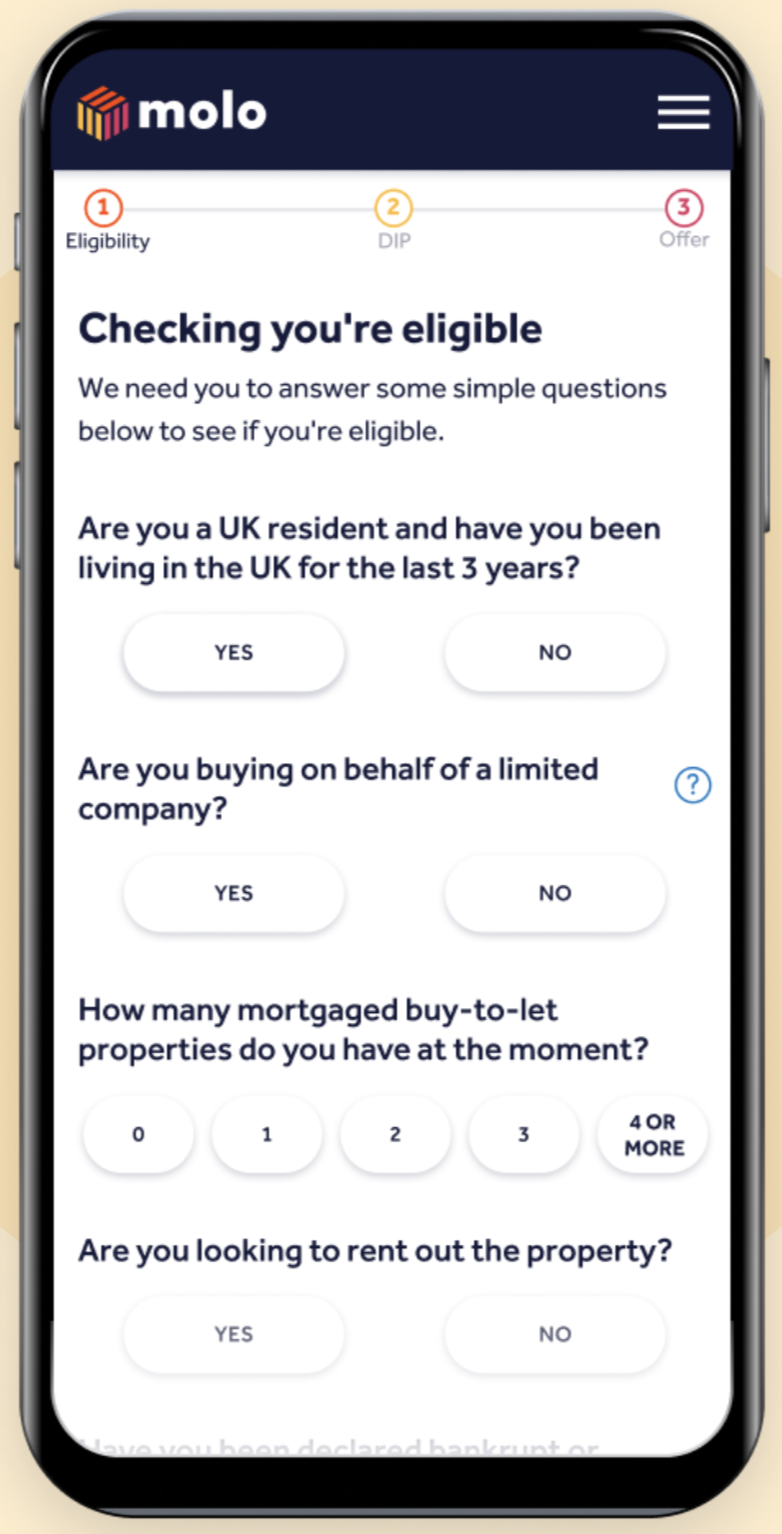 molo
1 2 3
Eligibility DIP Offer
Checking you're eligible
We need you to answer some simple questions
below to see if you're eligible.
Are you a UK resident and have you been
living in the UK for the last 3 years?
YES NO
Are you buying on behalf of a limited
company?
?
YES NO
How many mortgaged buy-to-let
properties do you have at the moment?
0 1 2 3 4 OR
MORE
Are you looking to rent out the property?
YES NO
Have you been declared bankrupt or